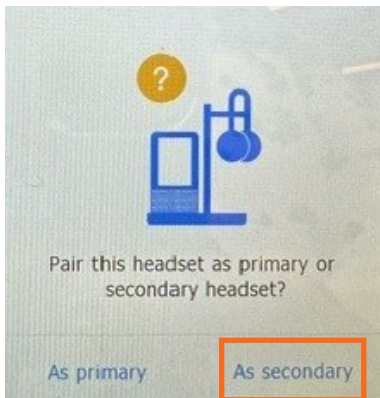 ?
Pair this headset as primary or
secondary headset?
As primary
As secondary